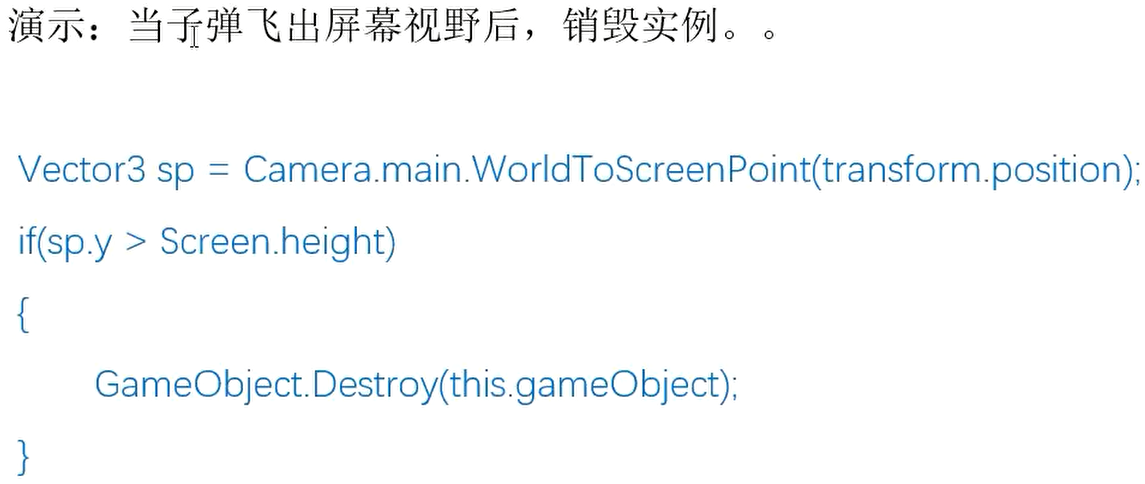 演示：当子弹飞出屏幕视野后，销毁实例。。
Vector3 sp = Camera.main.WorldToScreenPoint(transform.position);
if(sp.y > Screen.height)
{
GameObject.Destroy(this.gameObject);
}